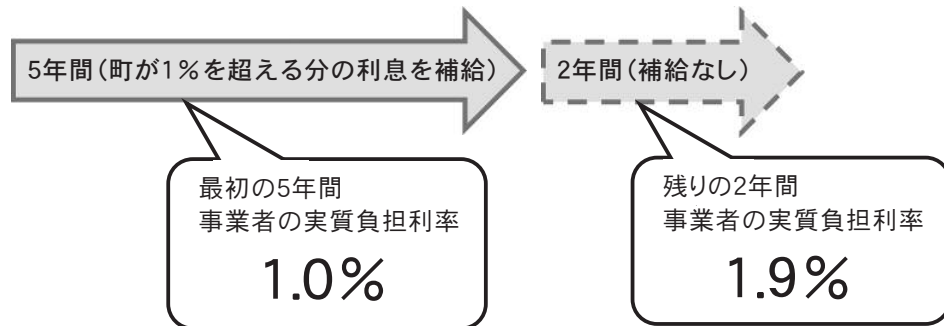 5年間（町が1％を超える分の利息を補給）
2年間（補給なし）
最初の5年間
事業者の実質負担利率
1.0％
残りの2年間
事業者の実質負担利率
1.9％